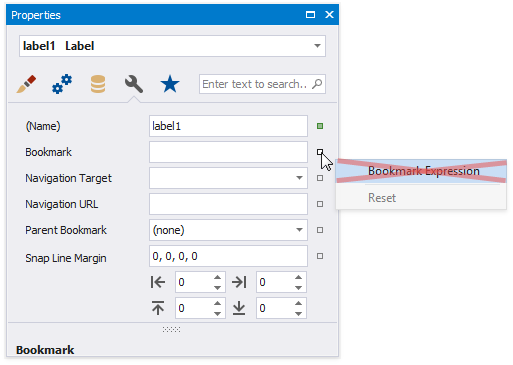 Properties
label1 Label
Enter text to search...
(Name) label1
Bookmark
Bookmark Expression
Navigation Target
Reset
Navigation URL
Parent Bookmark (none)
Snap Line Margin 0, 0, 0, 0
0 0
0 0
Bookmark